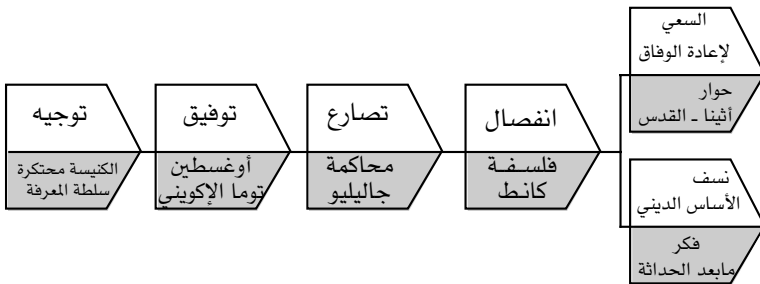 توجيه
الكنيسة محتكرة
سلطة المعرفة
توفيق
أوغسطين
توما الإكويني
تصارع
محاكمة
جاليليو
انفصال
فلسفة
كانط
السعي
لإعادة الوفاق
حوار
أثينا - القدس
نسف
الأساس الديني
فكر
مابعد الحداثة